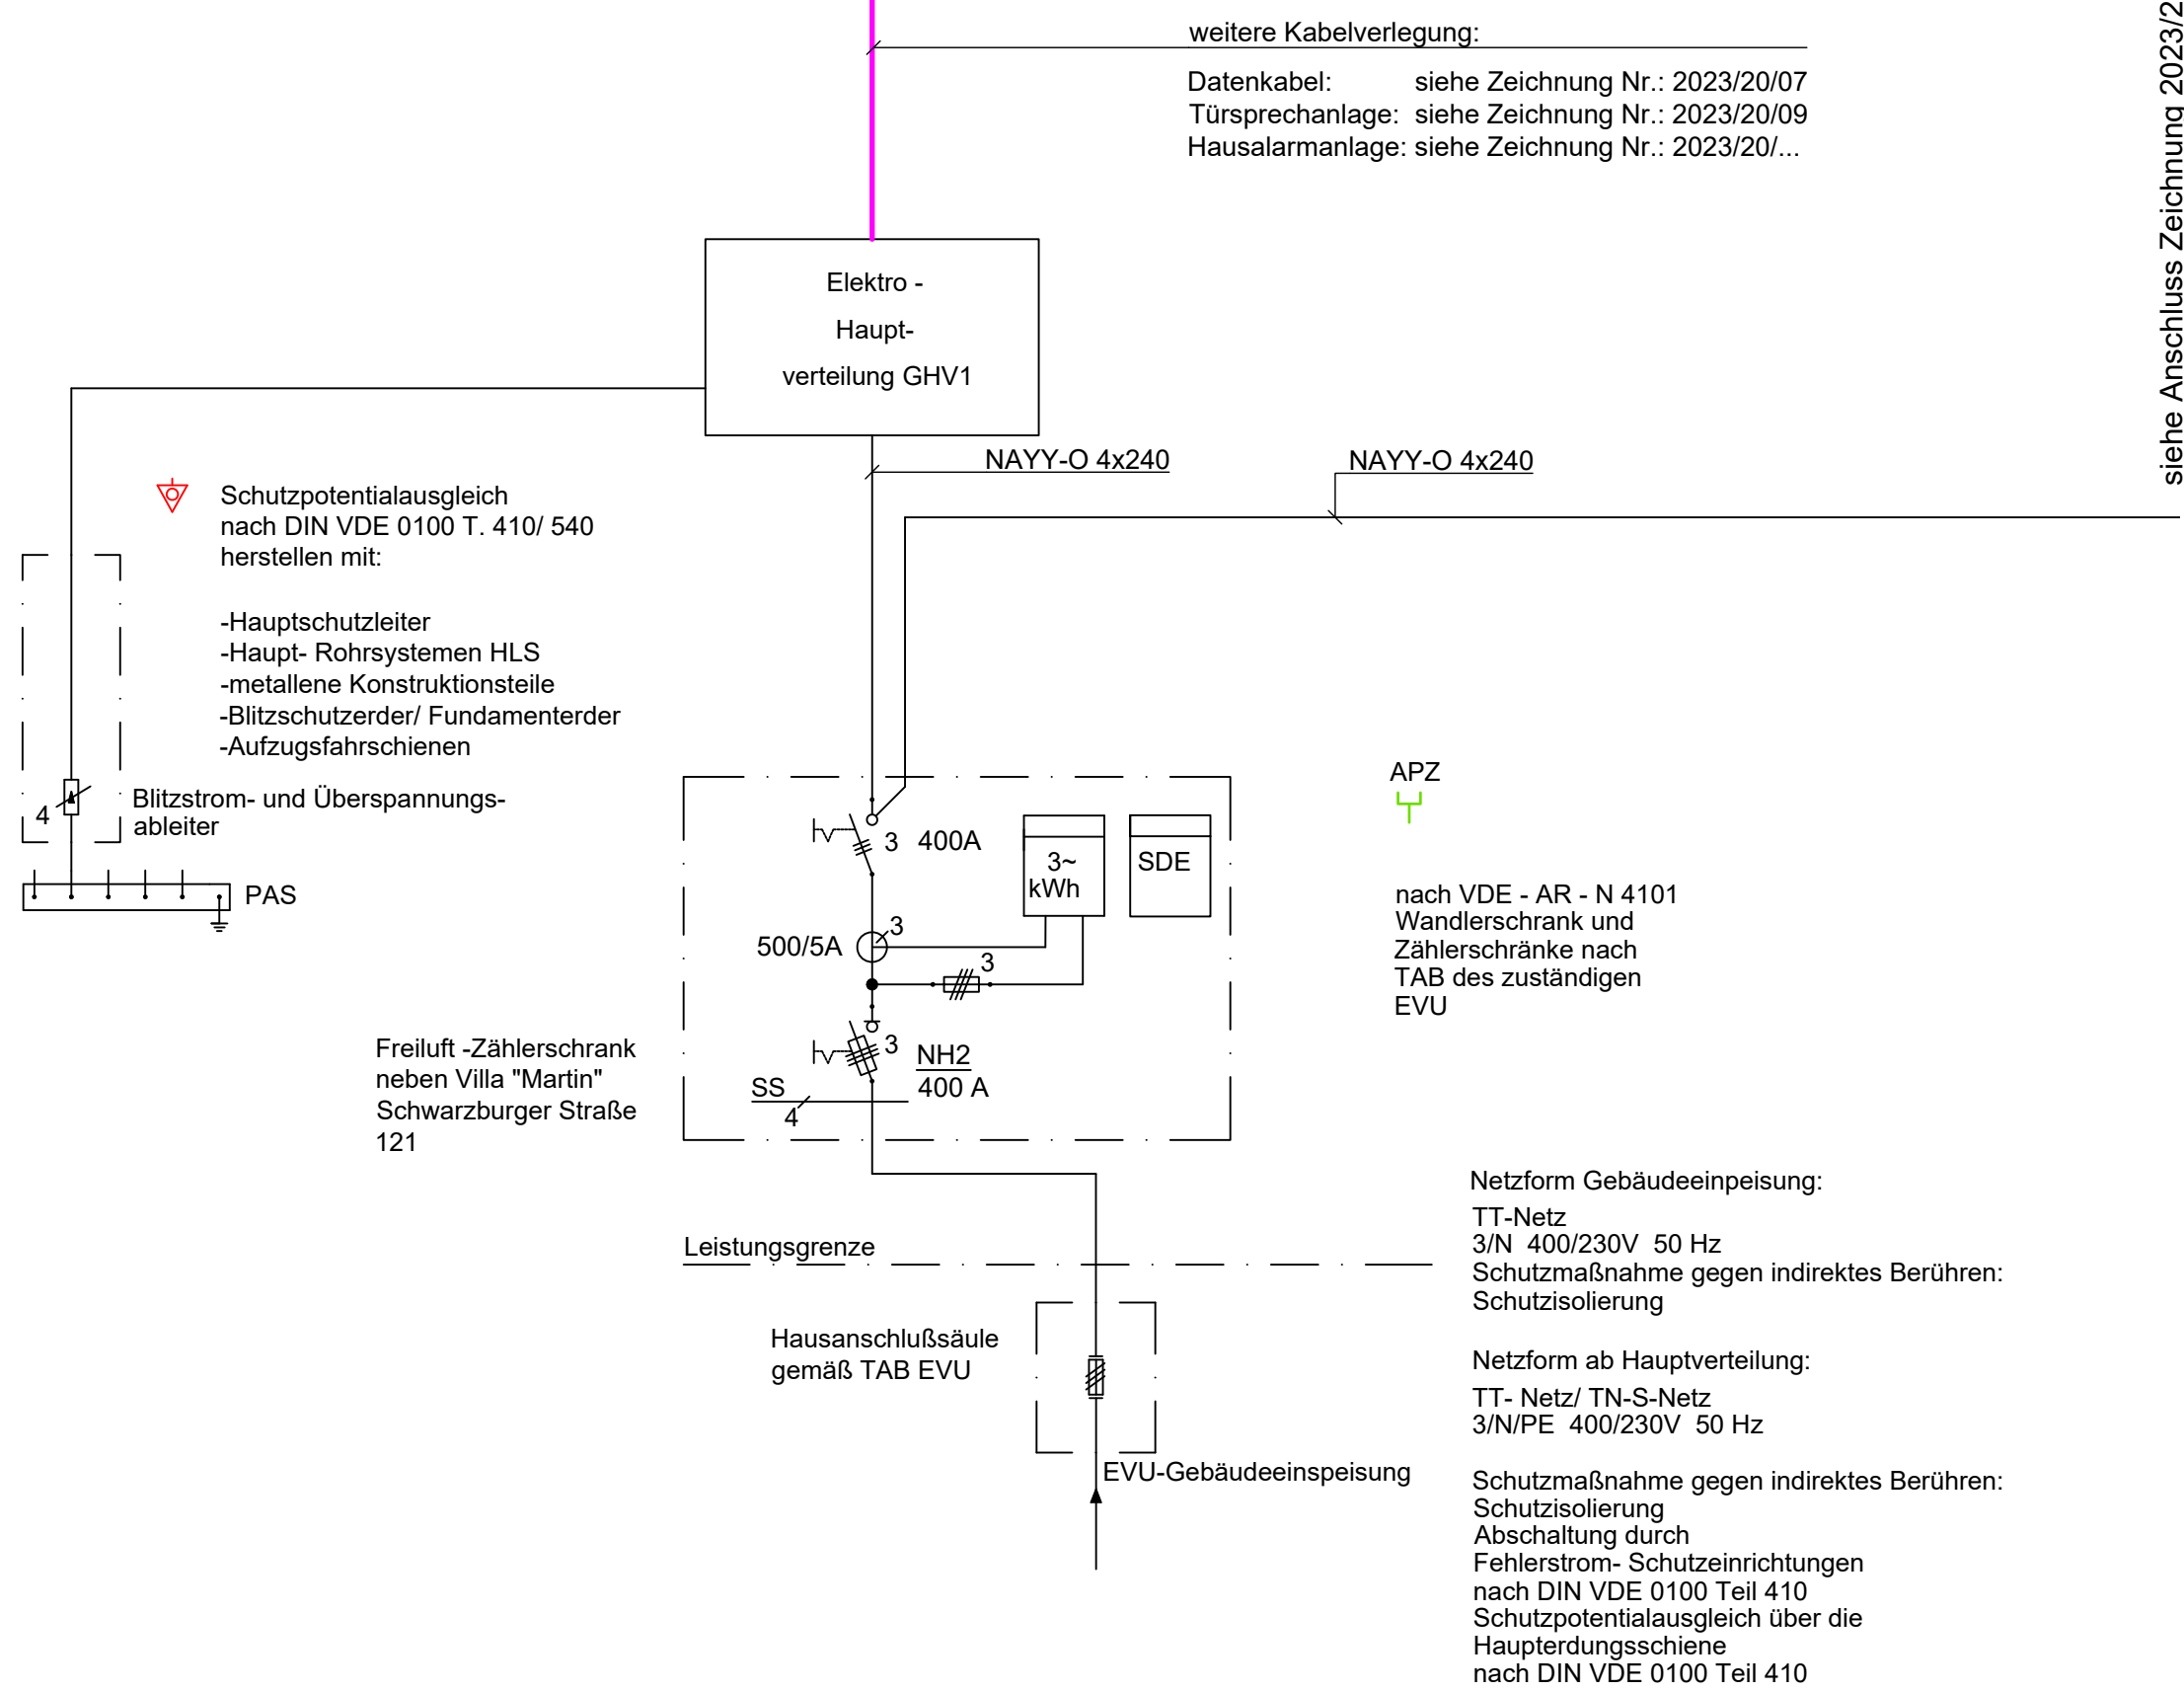 weitere Kabelverlegung:
Datenkabel: siehe Zeichnung Nr.: 2023/20/07
Türsprechanlage: siehe Zeichnung Nr.: 2023/20/09
Hausalarmanlage: siehe Zeichnung Nr.: 2023/20/...
siehe Anschluss Zeichnung 2023/2
Elektro -
Haupt-
verteilung GHV1
NAYY-O 4x240
NAYY-O 4x240
Schutzpotentialausgleich
nach DIN VDE 0100 T. 410/ 540
herstellen mit:
-Hauptschutzleiter
-Haupt- Rohrsystemen HLS
-metallene Konstruktionsteile
-Blitzschutzerder/ Fundamenterder
-Aufzugsfahrschienen
Blitzstrom- und Überspannungs-
ableiter
4
PAS
3 400A
3~
kWh
SDE
500/5A
3
3
3
NH2
400 A
SS
4
APZ
nach VDE - AR - N 4101
Wandlerschrank und
Zählerschränke nach
TAB des zuständigen
EVU
Freiluft -Zählerschrank
neben Villa "Martin"
Schwarzburger Straße
121
Leistungsgrenze
Hausanschlußsäule
gemäß TAB EVU
EVU-Gebäudeeinspeisung
Netzform Gebäudeeinpeisung:
TT-Netz
3/N 400/230V 50 Hz
Schutzmaßnahme gegen indirektes Berühren:
Schutzisolierung
Netzform ab Hauptverteilung:
TT- Netz/ TN-S-Netz
3/N/PE 400/230V 50 Hz
Schutzmaßnahme gegen indirektes Berühren:
Schutzisolierung
Abschaltung durch
Fehlerstrom- Schutzeinrichtungen
nach DIN VDE 0100 Teil 410
Schutzpotentialausgleich über die
Haupterdungsschiene
nach DIN VDE 0100 Teil 410